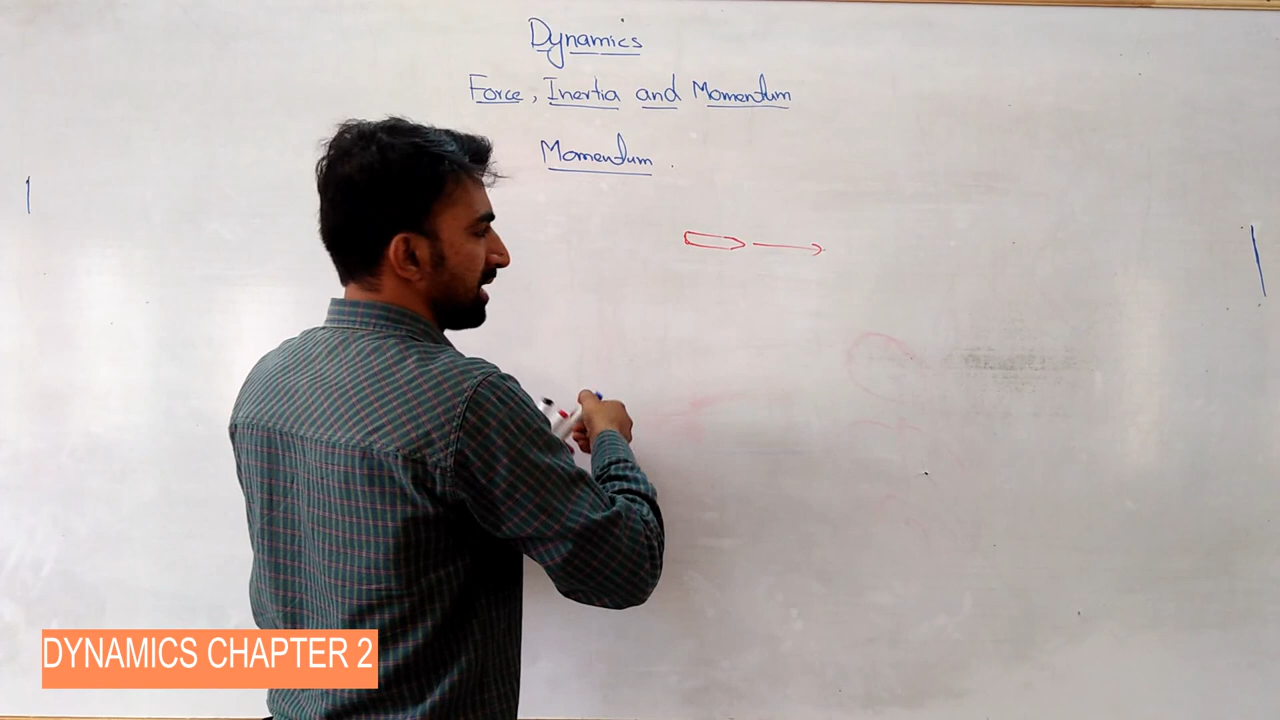 Dynamics
Force, Inertia and Momentum
Momentum
DYNAMICS CHAPTER 2